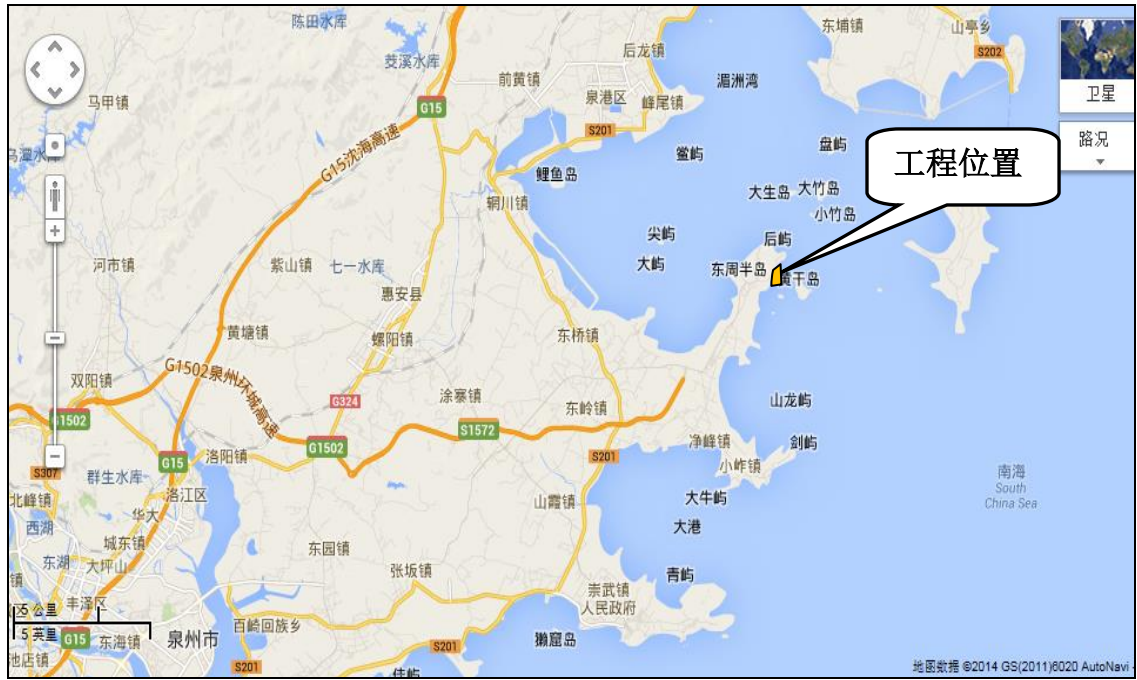 陈田水库
东埔镇
山亭乡
S202
后龙镇
菱溪水库
前黄镇
湄洲湾
卫星
马甲镇
泉港区
峰尾镇
G15
S201
G15沈海高速
路况
盘屿
工程位置
鲎屿
鲤鱼岛
大生岛
大竹岛
辋川镇
小竹岛
尖屿
后屿
河市镇
紫山镇
七一水库
大屿
东周半岛
黄干岛
惠安县
黄塘镇
螺阳镇
东桥镇
G1502泉州环城高速
双阳镇
涂寨镇
G324
东岭镇
山龙屿
G1502
S1572
G1502
净峰镇
剑屿
洛阳镇
S201
G15
小岞镇
S307
群生水库
南海
South
China Sea
洛江区
北峰镇
山霞镇
大牛屿
华大
西湖
大港
城东镇
东园镇
东湖
大坪山
张坂镇
青屿
崇武镇
人民政府
5 公里
丰泽区
百崎回族乡
5 英里
G15
东海镇
泉州市
獭窟岛
S201
池店镇
S201
佳屿
地图数据 ©2014 GS(2011)6020 AutoNavi -